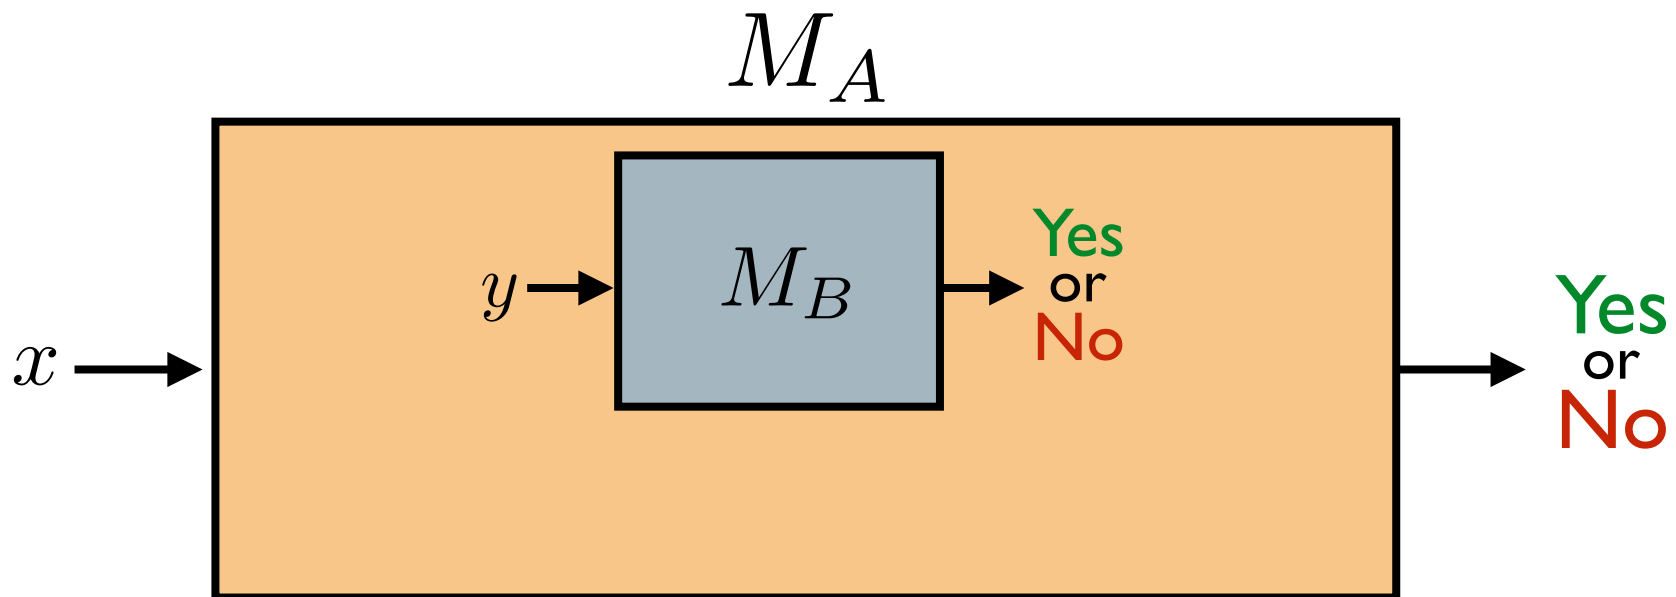 M_A
x
y
M_B
Yes
or
No
Yes
or
No